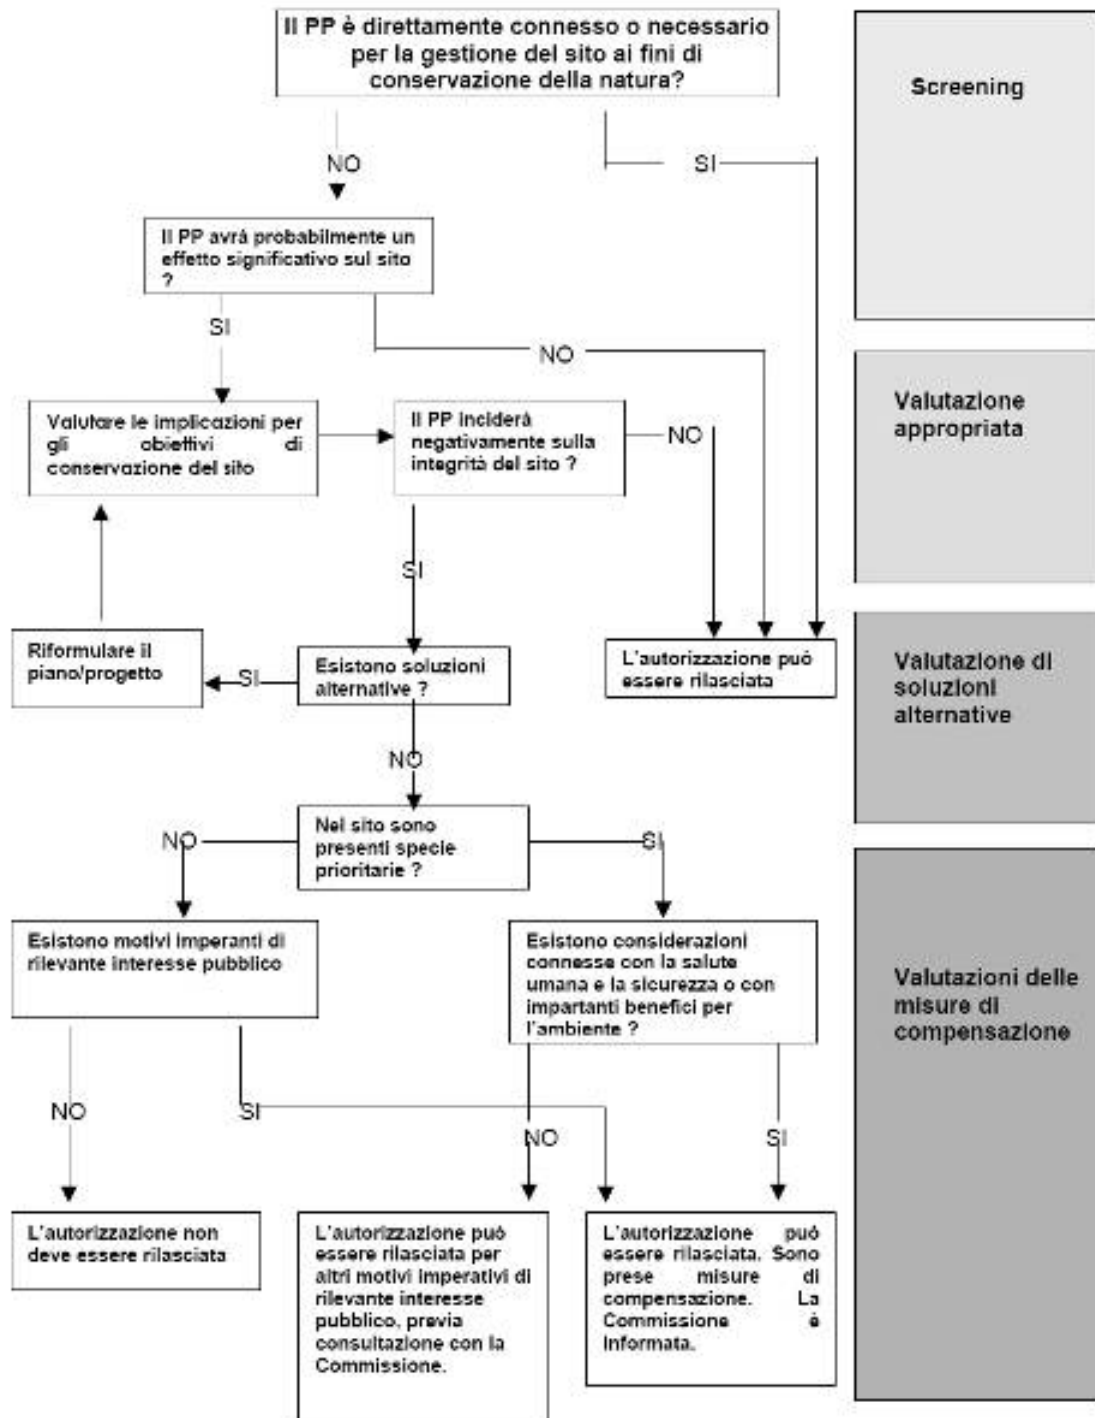 Il PP è direttamente connesso o necessario
per la gestione del sito ai fini di
conservazione della natura?
Screening
NO
SI
Il PP avrá probabilmente un
effetto significativo sul sito
?
SI
NO
Valutare le implicazioni per
gli obiettivi di
conservazione del sito
Il PP inciderà
negativamente sulla
integrità del sito ?
NO
Valutazione
appropriata
SI
Riformulare il
piano/progetto
SI
Esistono soluzioni
alternative ?
L'autorizzazione può
essere rilasciata
Valutazione di
soluzioni
alternative
NO
Nel sito sono
presenti specie
prioritarie ?
NO
SI
Esistono motivi imperanti di
rilevante interesse pubblico
Esistono considerazioni
connesse con la salute
umana e la sicurezza o con
impartanti benefici per
l'ambiente ?
Valutazioni delle
misure di
compensazione
NO
SI
NO
SI
L'autorizzazione non
deve essere rilasciata
L'autorizzazione può
essere rilasciata per
altri motivi imperativi di
rilevante interesse
pubblico, previa
consultazione con la
Commissione.
L'autorizzazione può
essere rilasciata. Sono
prese misure di
compensazione. La
Commissione è
Informata.